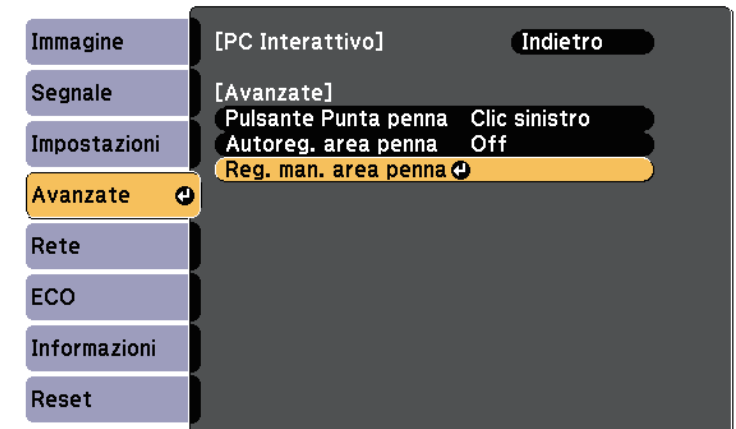 Immagine
Segnale
Impostazioni
Avanzate
Rete
ECO
Informazioni
Reset
[PC Interattivo] Indietro
[Avanzate]
Pulsante Punta penna Clic sinistro
Autoreg. area penna Off
Reg. man. area penna